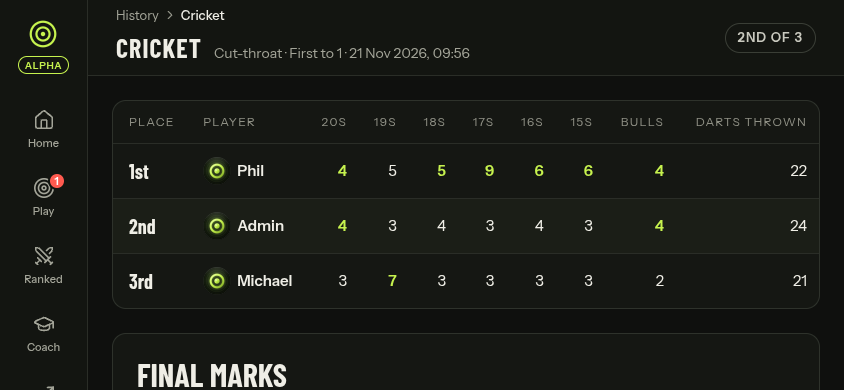 History > Cricket
CRICKET Cut-throat · First to 1 · 21 Nov 2026, 09:56
2ND OF 3
ALPHA
Home
1
Play
Ranked
Coach
PLACE PLAYER 20S 19S 18S 17S 16S 15S BULLS DARTS THROWN
1st Phil 4 5 5 9 6 6 4 22
2nd Admin 4 3 4 3 4 3 4 24
3rd Michael 3 7 3 3 3 3 2 21
FINAL MARKS